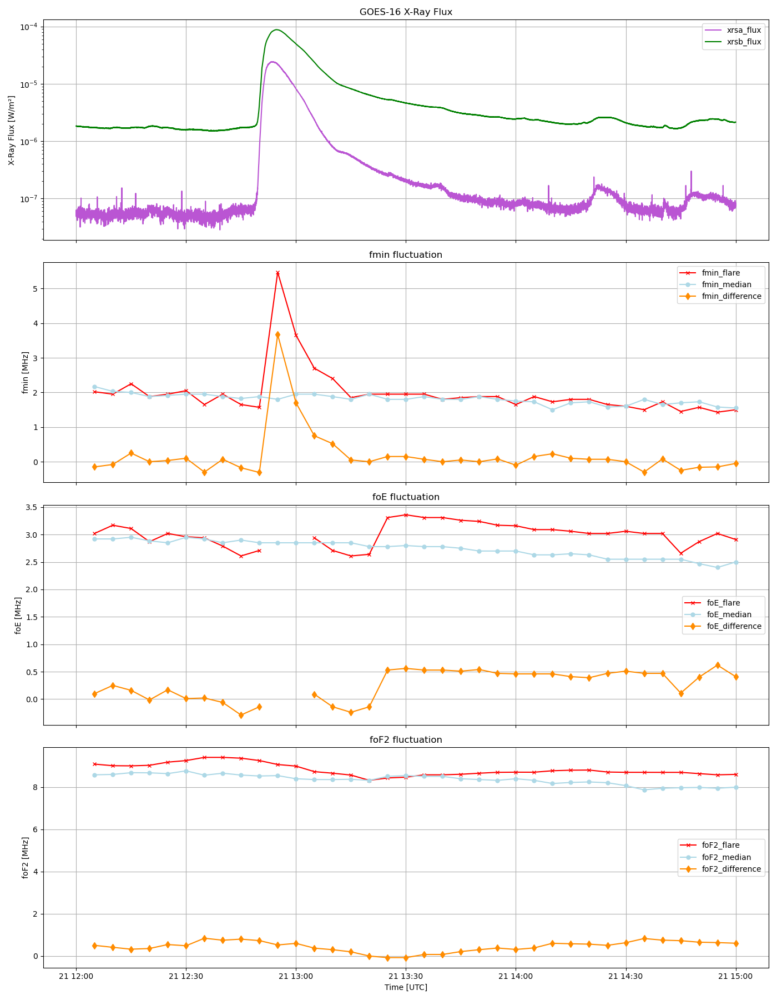 GOES-16 X-Ray Flux
X-Ray Flux [W/m²]
10⁻⁴
10⁻⁵
10⁻⁶
10⁻⁷
xrsa_flux
xrsb_flux
fmin fluctuation
fmin [MHz]
5
4
3
2
1
0
fmin_flare
fmin_median
fmin_difference
foE fluctuation
foE [MHz]
3.5
3.0
2.5
2.0
1.5
1.0
0.5
0.0
foE_flare
foE_median
foE_difference
foF2 fluctuation
foF2 [MHz]
8
6
4
2
0
foF2_flare
foF2_median
foF2_difference
21 12:00
21 12:30
21 13:00
21 13:30
21 14:00
21 14:30
21 15:00
Time [UTC]